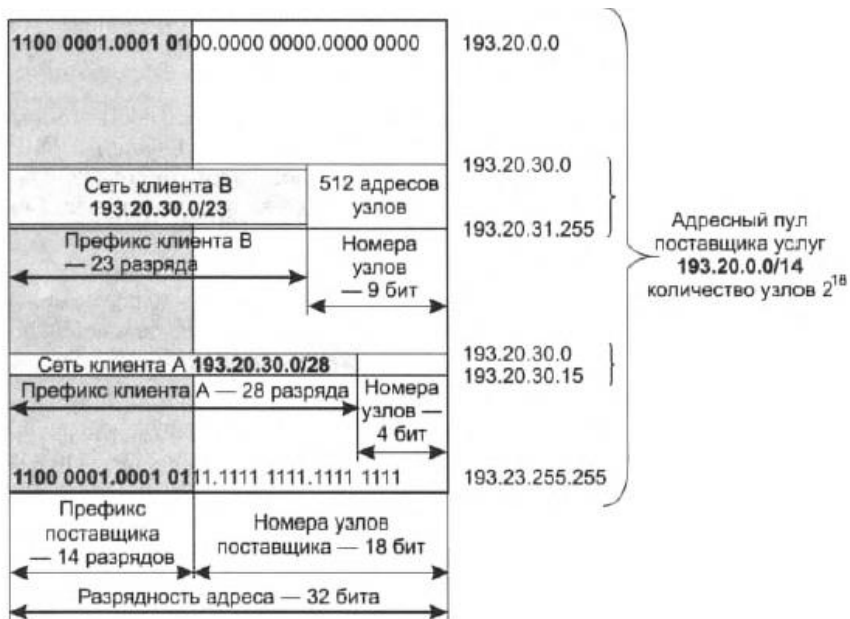 1100 0001.0001 0100.0000 0000.0000 0000
193.20.0.0
193.20.30.0
Сеть клиента B
193.20.30.0/23
512 адресов
узлов
193.20.31.255
Префикс клиента B
— 23 разряда
Номера
узлов
— 9 бит
Адресный пул
поставщика услуг
193.20.0.0/14
количество узлов 2¹⁸
Сеть клиента A 193.20.30.0/28
193.20.30.0
193.20.30.15
Префикс клиента A — 28 разряда
Номера
узлов —
4 бит
1100 0001.0001 0111.1111 1111.1111 1111
193.23.255.255
Префикс
поставщика
— 14 разрядов
Номера узлов
поставщика — 18 бит
Разрядность адреса — 32 бита